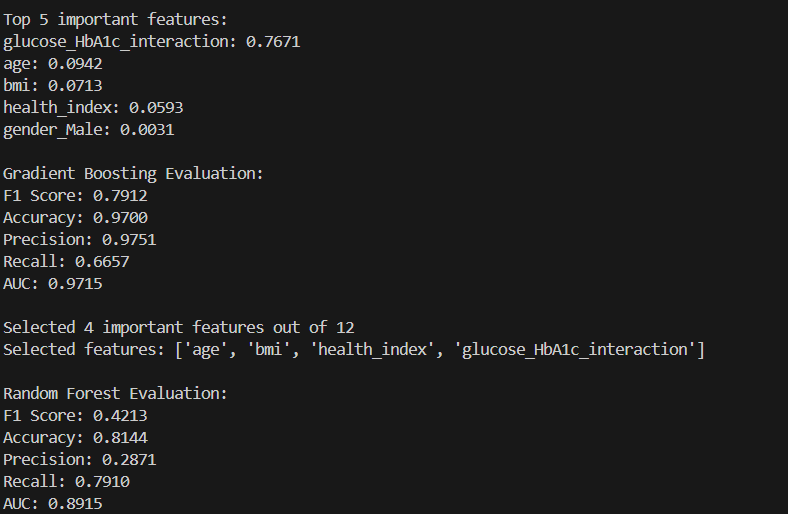 Top 5 important features:
glucose_HbA1c_interaction: 0.7671
age: 0.0942
bmi: 0.0713
health_index: 0.0593
gender_Male: 0.0031
Gradient Boosting Evaluation:
F1 Score: 0.7912
Accuracy: 0.9700
Precision: 0.9751
Recall: 0.6657
AUC: 0.9715
Selected 4 important features out of 12
Selected features: ['age', 'bmi', 'health_index', 'glucose_HbA1c_interaction']
Random Forest Evaluation:
F1 Score: 0.4213
Accuracy: 0.8144
Precision: 0.2871
Recall: 0.7910
AUC: 0.8915